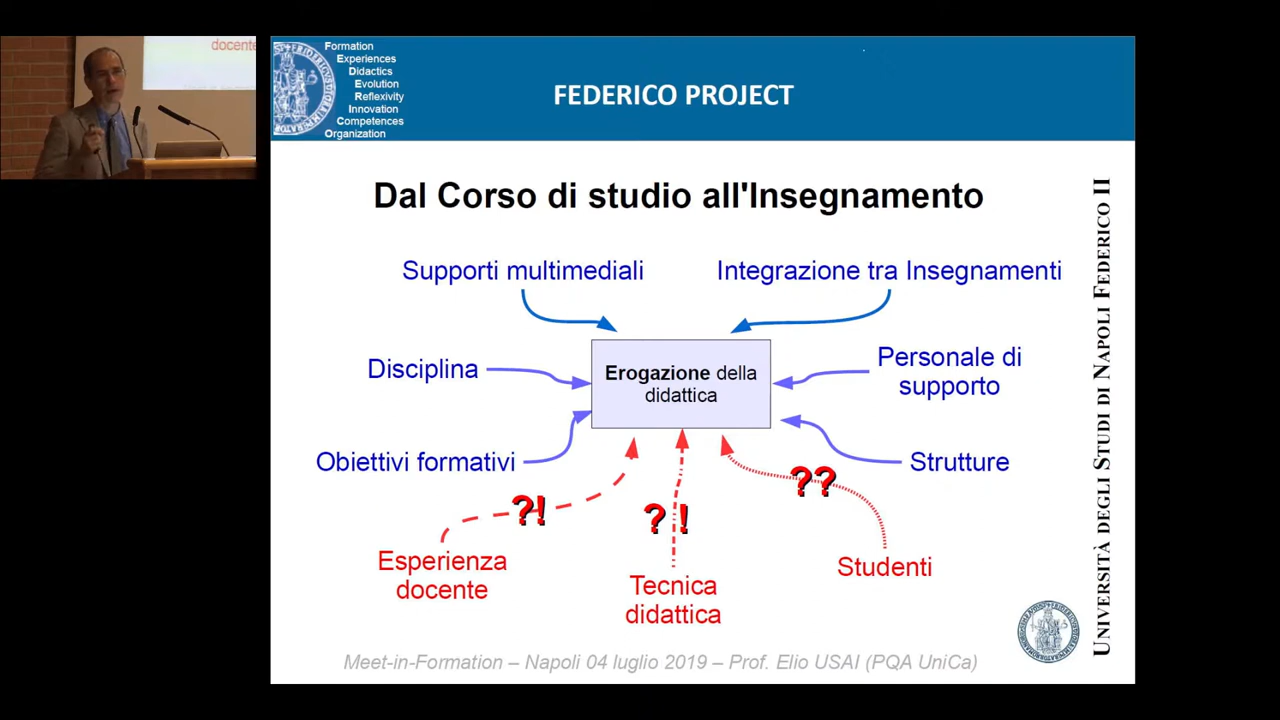 docente
Formation
Experiences
Didactics
Evolution
Reflexivity
Innovation
Competences
Organization
FEDERICO PROJECT
Dal Corso di studio all'Insegnamento
Supporti multimediali
Integrazione tra Insegnamenti
Disciplina
Erogazione della
didattica
Personale di
supporto
Obiettivi formativi
Strutture
?!
? !
??
Esperienza
docente
Tecnica
didattica
Studenti
UNIVERSITÀ DEGLI STUDI DI NAPOLI FEDERICO II
Meet-in-Formation – Napoli 04 luglio 2019 – Prof. Elio USAI (PQA UniCa)